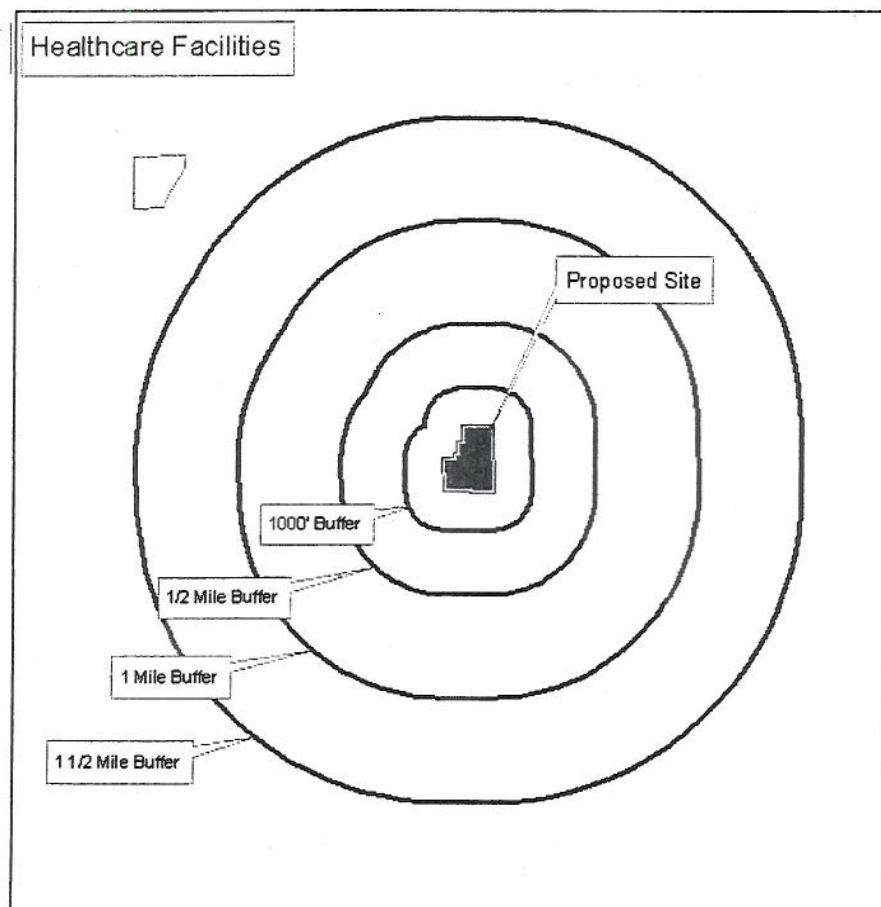 Healthcare Facilities
Proposed Site
1000' Buffer
1/2 Mile Buffer
1 Mile Buffer
1 1/2 Mile Buffer